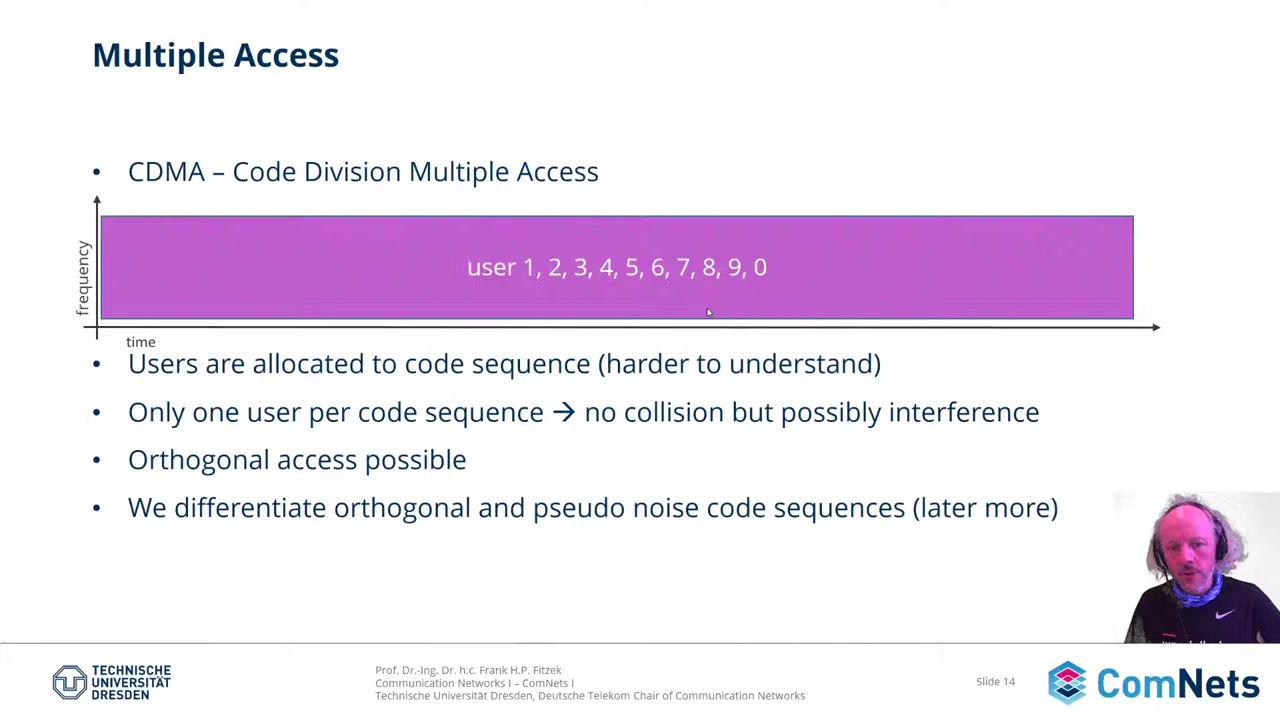 Multiple Access
• CDMA – Code Division Multiple Access
frequency
user 1, 2, 3, 4, 5, 6, 7, 8, 9, 0
time
• Users are allocated to code sequence (harder to understand)
• Only one user per code sequence → no collision but possibly interference
• Orthogonal access possible
• We differentiate orthogonal and pseudo noise code sequences (later more)
TECHNISCHE
UNIVERSITÄT
DRESDEN
Prof. Dr.-Ing. Dr. h.c. Frank H.P. Fitzek
Communication Networks I – ComNets I
Technische Universität Dresden, Deutsche Telekom Chair of Communication Networks
Slide 14
ComNets